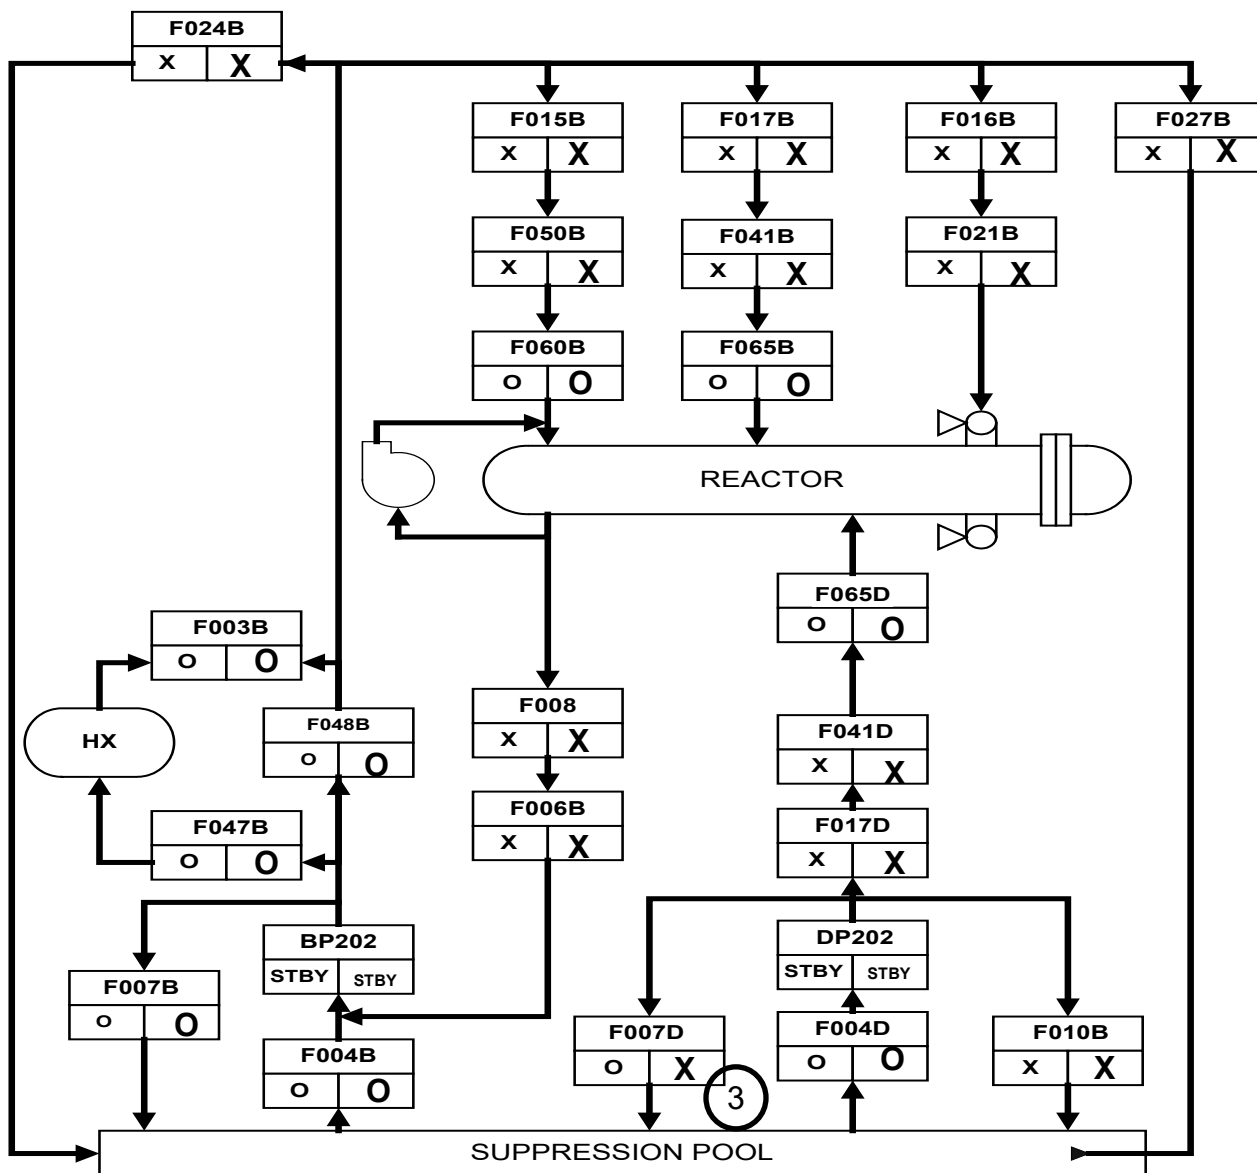 F024B
X X
F015B
X X
F017B
X X
F016B
X X
F027B
X X
F050B
X X
F041B
X X
F021B
X X
F060B
O O
F065B
O O
REACTOR
F065D
O O
F003B
O O
F008
X X
F048B
O O
HX
F041D
X X
F006B
X X
F047B
O O
F017D
X X
BP202
STBY STBY
DP202
STBY STBY
F007B
O O
F004B
O O
F007D
O X
3
F004D
O O
F010B
X X
SUPPRESSION POOL